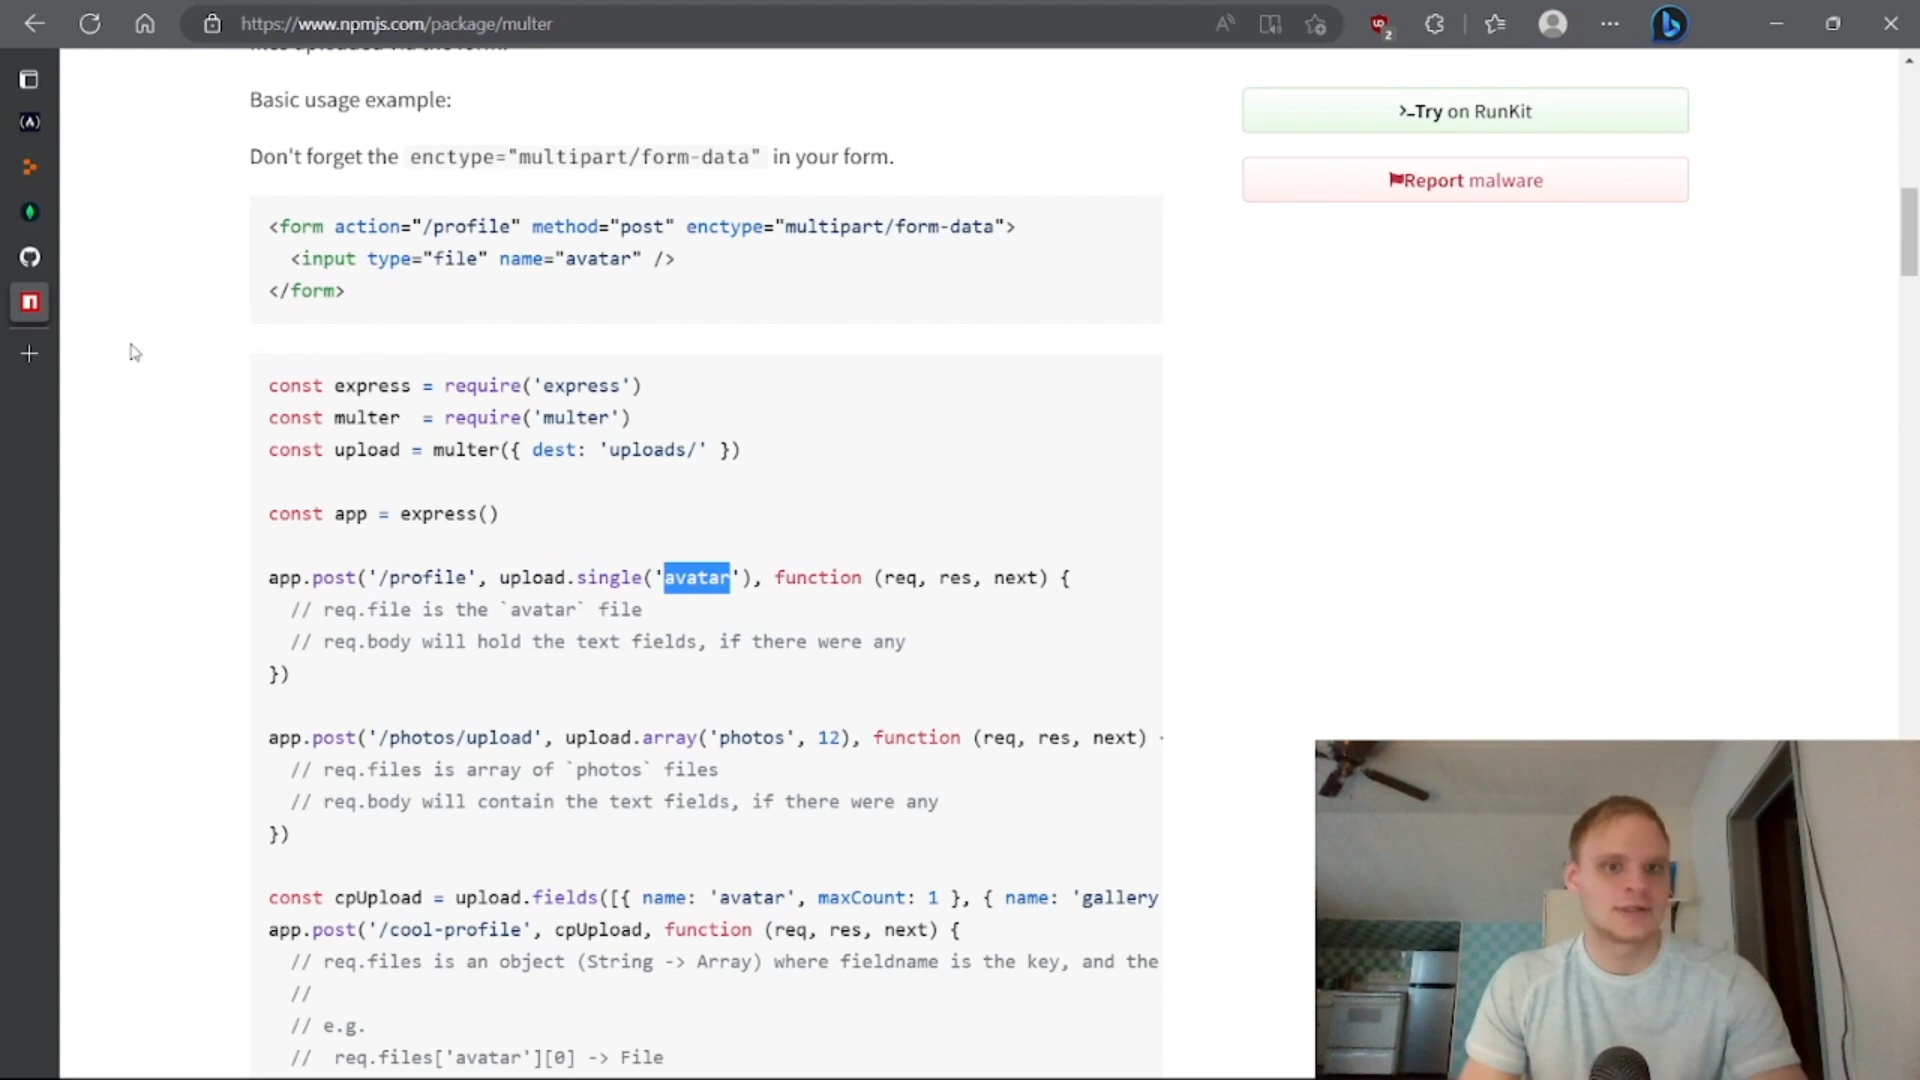 https://www.npmjs.com/package/multer
2
Basic usage example:
Don't forget the enctype="multipart/form-data" in your form.
<form action="/profile" method="post" enctype="multipart/form-data">
<input type="file" name="avatar" />
</form>
const express = require('express')
const multer = require('multer')
const upload = multer({ dest: 'uploads/' })
const app = express()
app.post('/profile', upload.single('avatar'), function (req, res, next) {
// req.file is the `avatar` file
// req.body will hold the text fields, if there were any
})
app.post('/photos/upload', upload.array('photos', 12), function (req, res, next)
// req.files is array of `photos` files
// req.body will contain the text fields, if there were any
})
const cpUpload = upload.fields([{ name: 'avatar', maxCount: 1 }, { name: 'gallery
app.post('/cool-profile', cpUpload, function (req, res, next) {
// req.files is an object (String -> Array) where fieldname is the key, and the
//
// e.g.
// req.files['avatar'][0] -> File
>_Try on RunKit
Report malware